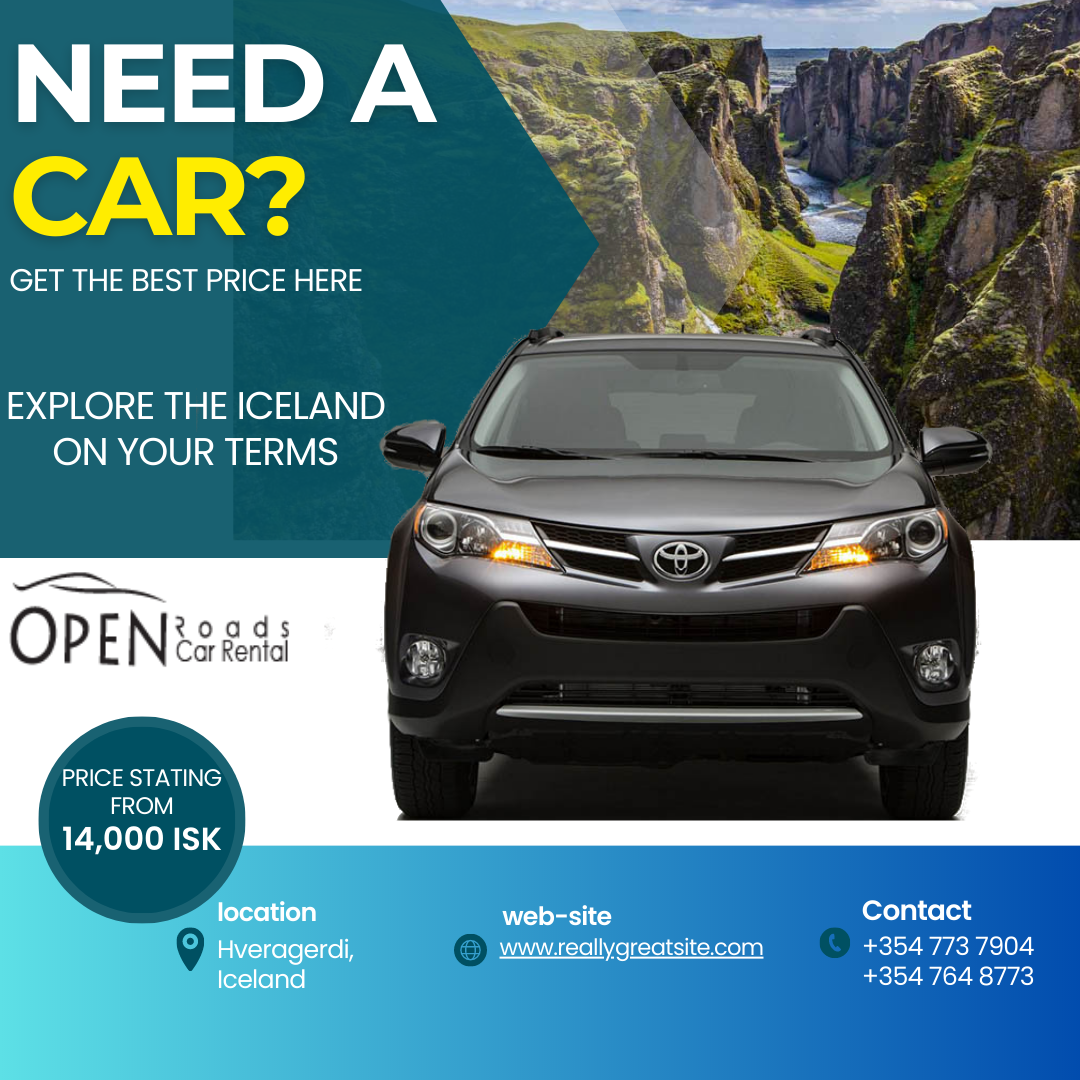 NEED A
CAR?
GET THE BEST PRICE HERE
EXPLORE THE ICELAND
ON YOUR TERMS
OPEN Roads
Car Rental
PRICE STATING
FROM
14,000 ISK
location
Hveragerdi,
Iceland
web-site
www.reallygreatsite.com
Contact
+354 773 7904
+354 764 8773